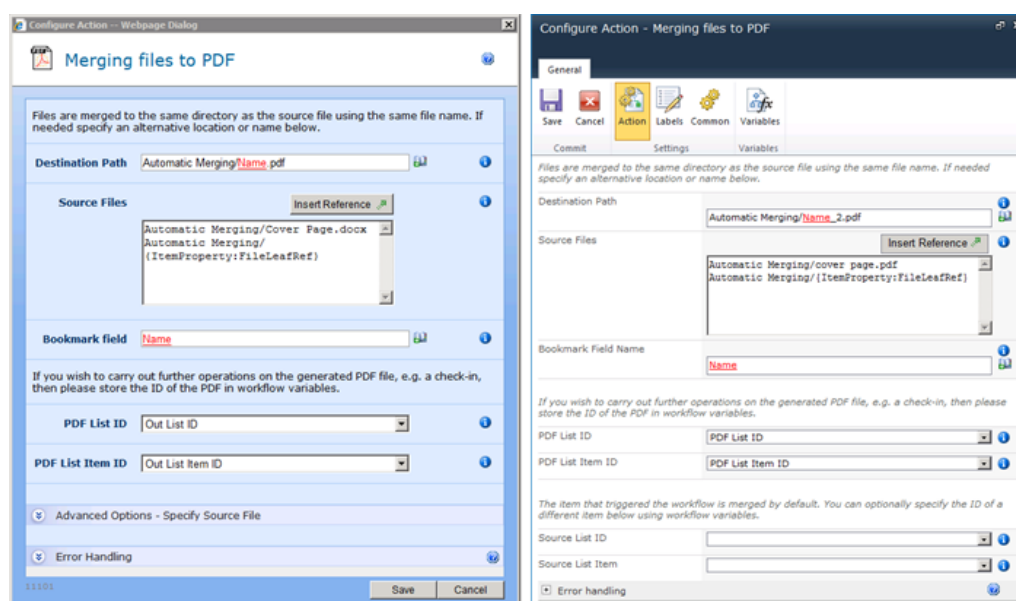 Configure Action -- Webpage Dialog
Merging files to PDF
Files are merged to the same directory as the source file using the same file name. If
needed specify an alternative location or name below.
Destination Path
Automatic Merging/Name.pdf
Source Files
Insert Reference
Automatic Merging/Cover Page.docx
Automatic Merging/
{ItemProperty:FileLeafRef}
Bookmark field
Name
If you wish to carry out further operations on the generated PDF file, e.g. a check-in,
then please store the ID of the PDF in workflow variables.
PDF List ID
Out List ID
PDF List Item ID
Out List Item ID
Advanced Options - Specify Source File
Error Handling
11101
Save
Cancel
Configure Action - Merging files to PDF
General
Save
Cancel
Action
Labels
Common
Variables
Commit
Settings
Variables
Files are merged to the same directory as the source file using the same file name. If needed
specify an alternative location or name below.
Destination Path
Automatic Merging/Name_2.pdf
Source Files
Insert Reference
Automatic Merging/cover page.pdf
Automatic Merging/{ItemProperty:FileLeafRef}
Bookmark Field Name
Name
If you wish to carry out further operations on the generated PDF file, e.g. a check-in, then please
store the ID of the PDF in workflow variables.
PDF List ID
PDF List ID
PDF List Item ID
PDF List Item ID
The item that triggered the workflow is merged by default. You can optionally specify the ID of a
different item below using workflow variables.
Source List ID
Source List Item
Error handling